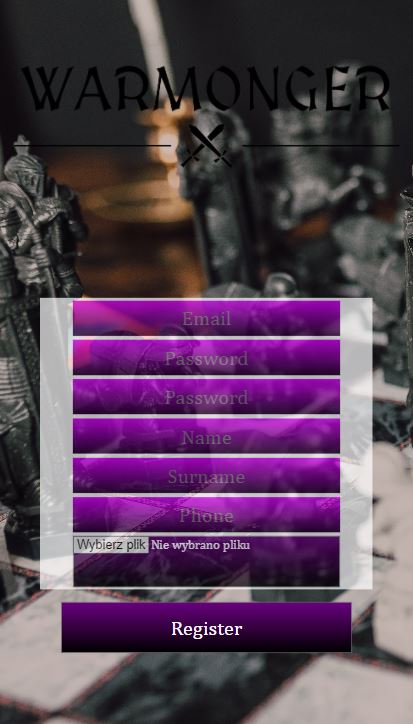 WARMONGER
Email
Password
Password
Name
Surname
Phone
Wybierz plik Nie wybrano pliku
Register